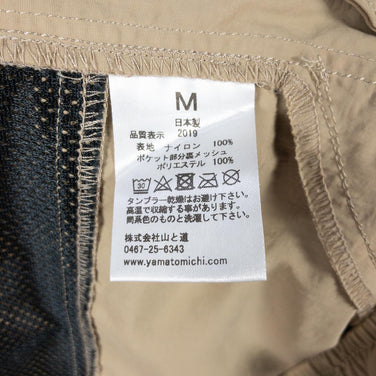 M
日本製
品質表示 2019
表地 ナイロン 100%
ポケット部分裏メッシュ
ポリエステル 100%
30
タンブラー乾燥はお避け下さい。
高温で収縮する恐れがあります。
同系色のものと洗濯して下さい。
株式会社山と道
0467-25-6343
www.yamatomichi.com